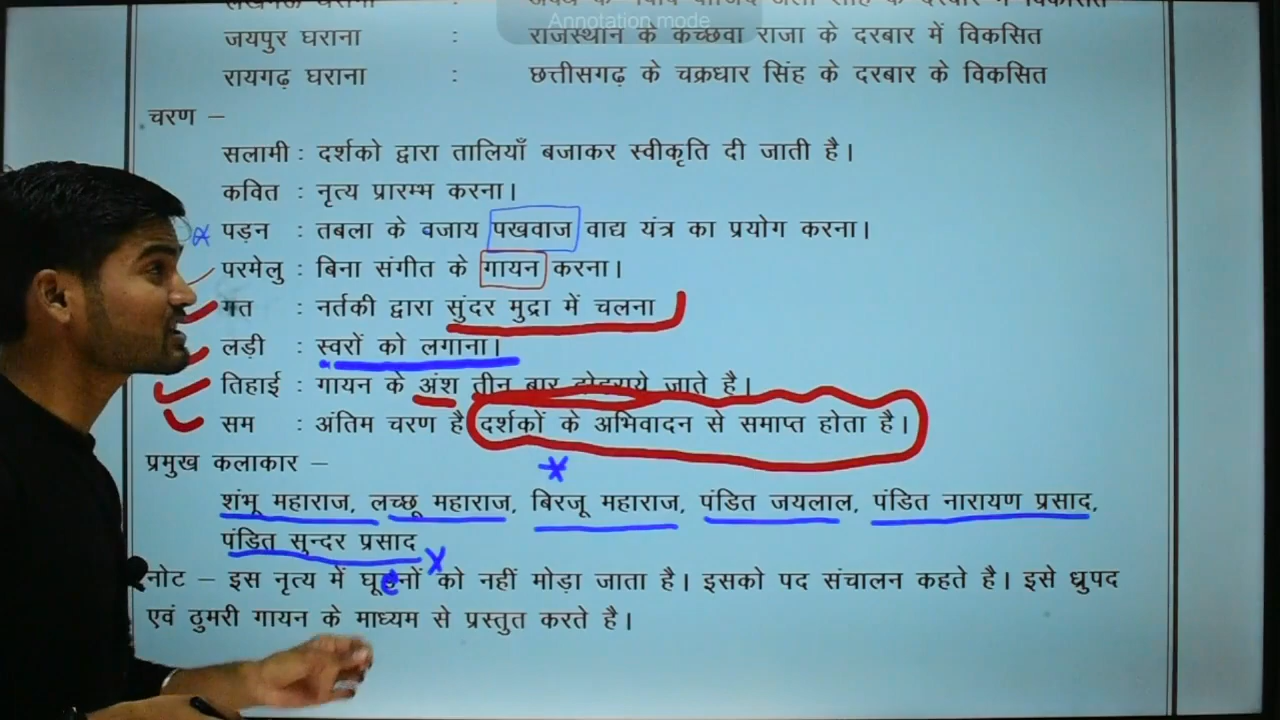 Annotation mode
जयपुर घराना : राजस्थान के कच्छवा राजा के दरबार में विकसित
रायगढ़ घराना : छत्तीसगढ़ के चक्रधार सिंह के दरबार के विकसित
चरण –
सलामी : दर्शको द्वारा तालियाँ बजाकर स्वीकृति दी जाती है।
कवित : नृत्य प्रारम्भ करना।
पड़न : तबला के बजाय पखवाज वाद्य यंत्र का प्रयोग करना।
परमेलु : बिना संगीत के गायन करना।
गत : नर्तकी द्वारा सुंदर मुद्रा में चलना
लड़ी : स्वरों को लगाना।
तिहाई : गायन के अंश तीन बार दोहराये जाते है।
सम : अंतिम चरण है दर्शकों के अभिवादन से समाप्त होता है।
प्रमुख कलाकार –
शंभू महाराज, लच्छू महाराज, बिरजू महाराज, पंडित जयलाल, पंडित नारायण प्रसाद,
पंडित सुन्दर प्रसाद
नोट – इस नृत्य में को नहीं मोड़ा जाता है। इसको पद संचालन कहते है। इसे ध्रुपद
एवं ठुमरी गायन के माध्यम से प्रस्तुत करते है।